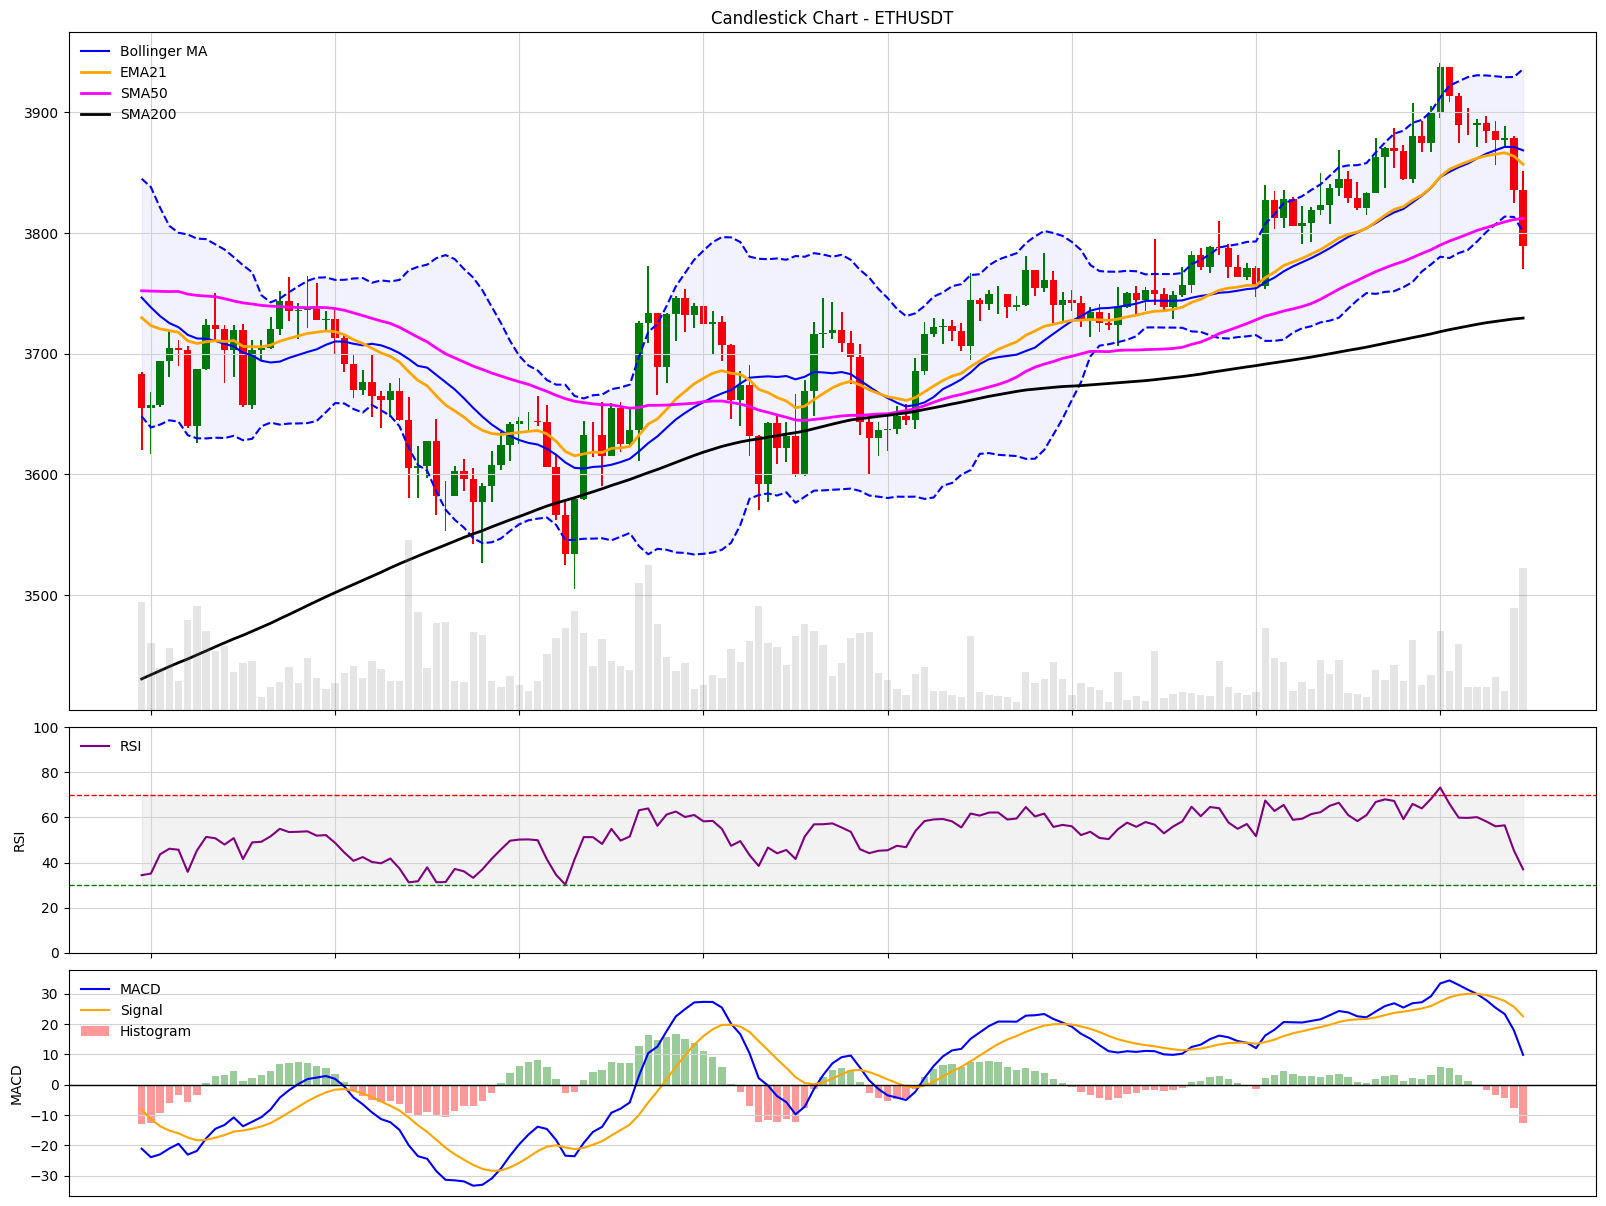 Candlestick Chart - ETHUSDT
Bollinger MA
EMA21
SMA50
SMA200
3900
3800
3700
3600
3500
RSI
100
80
60
40
20
0
RSI
MACD
Signal
Histogram
30
20
10
0
−10
−20
−30
MACD